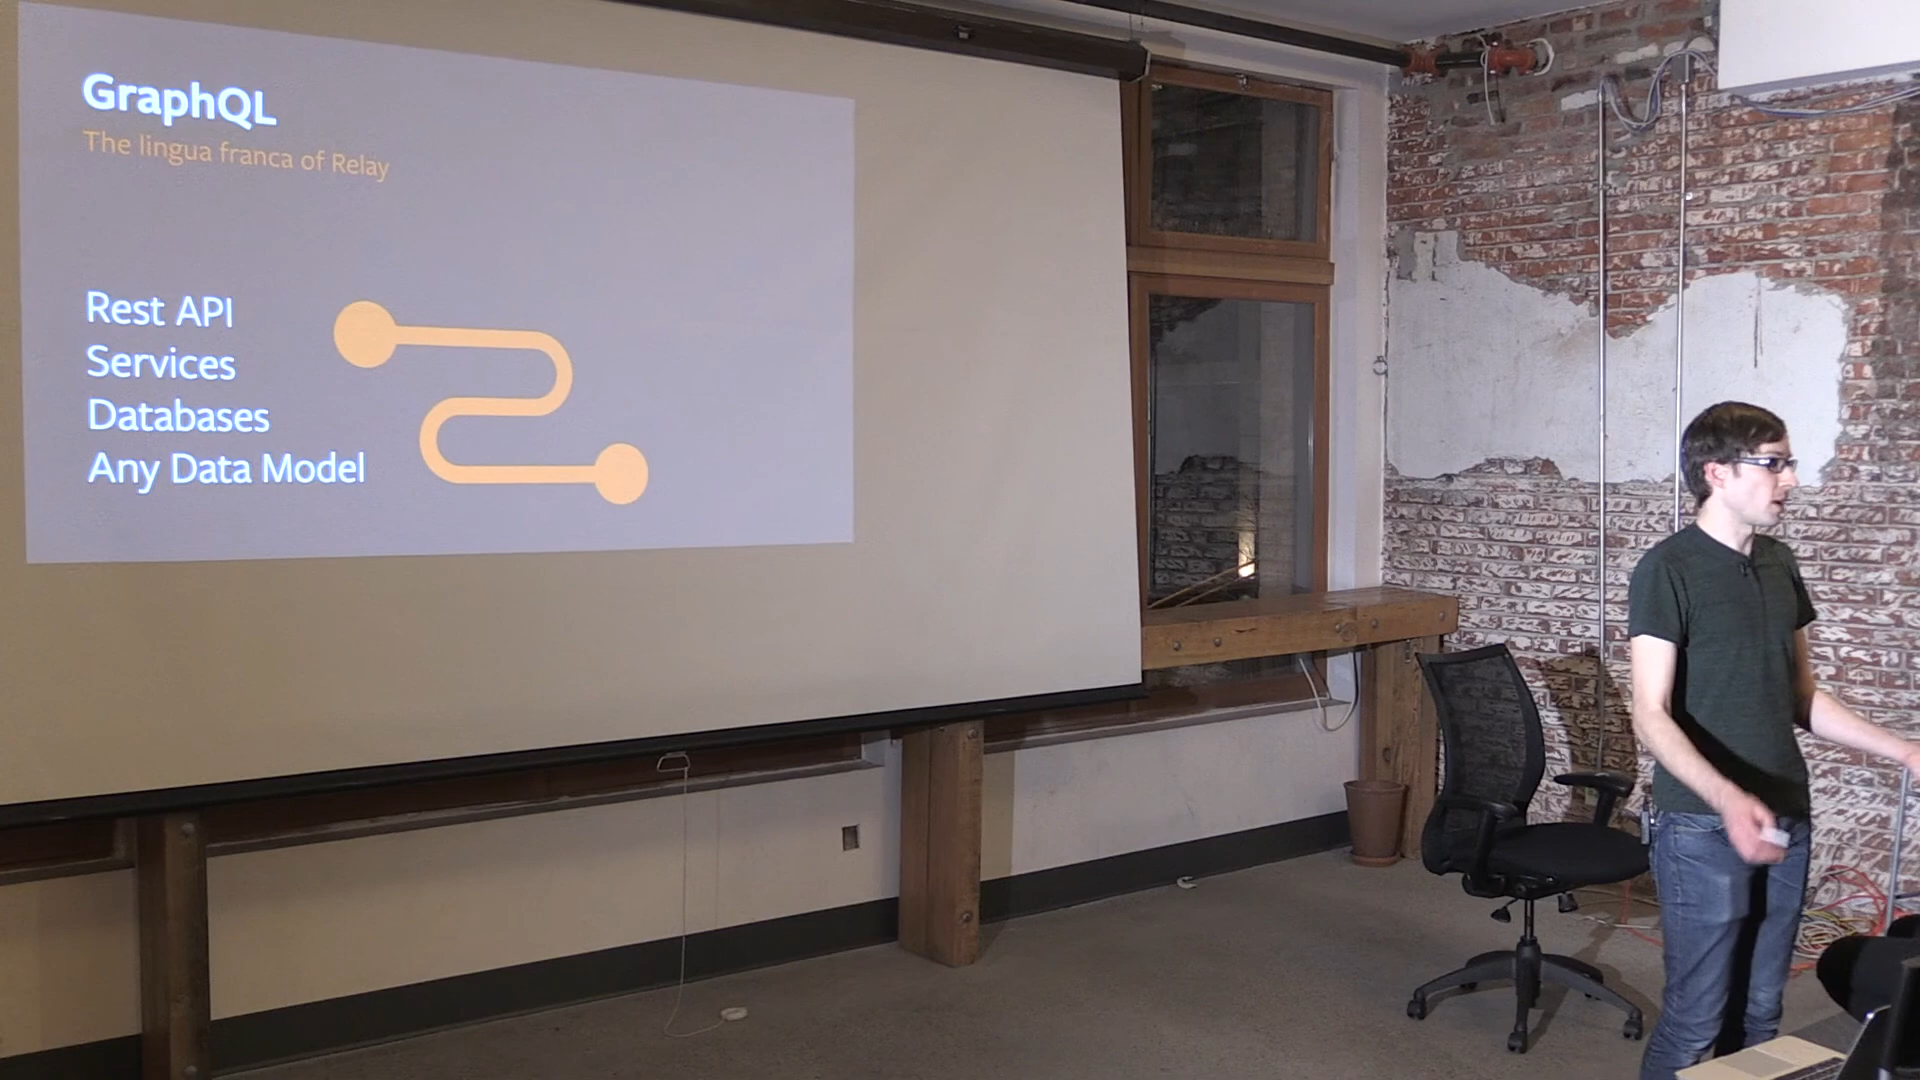 GraphQL
The lingua franca of Relay
Rest API
Services
Databases
Any Data Model